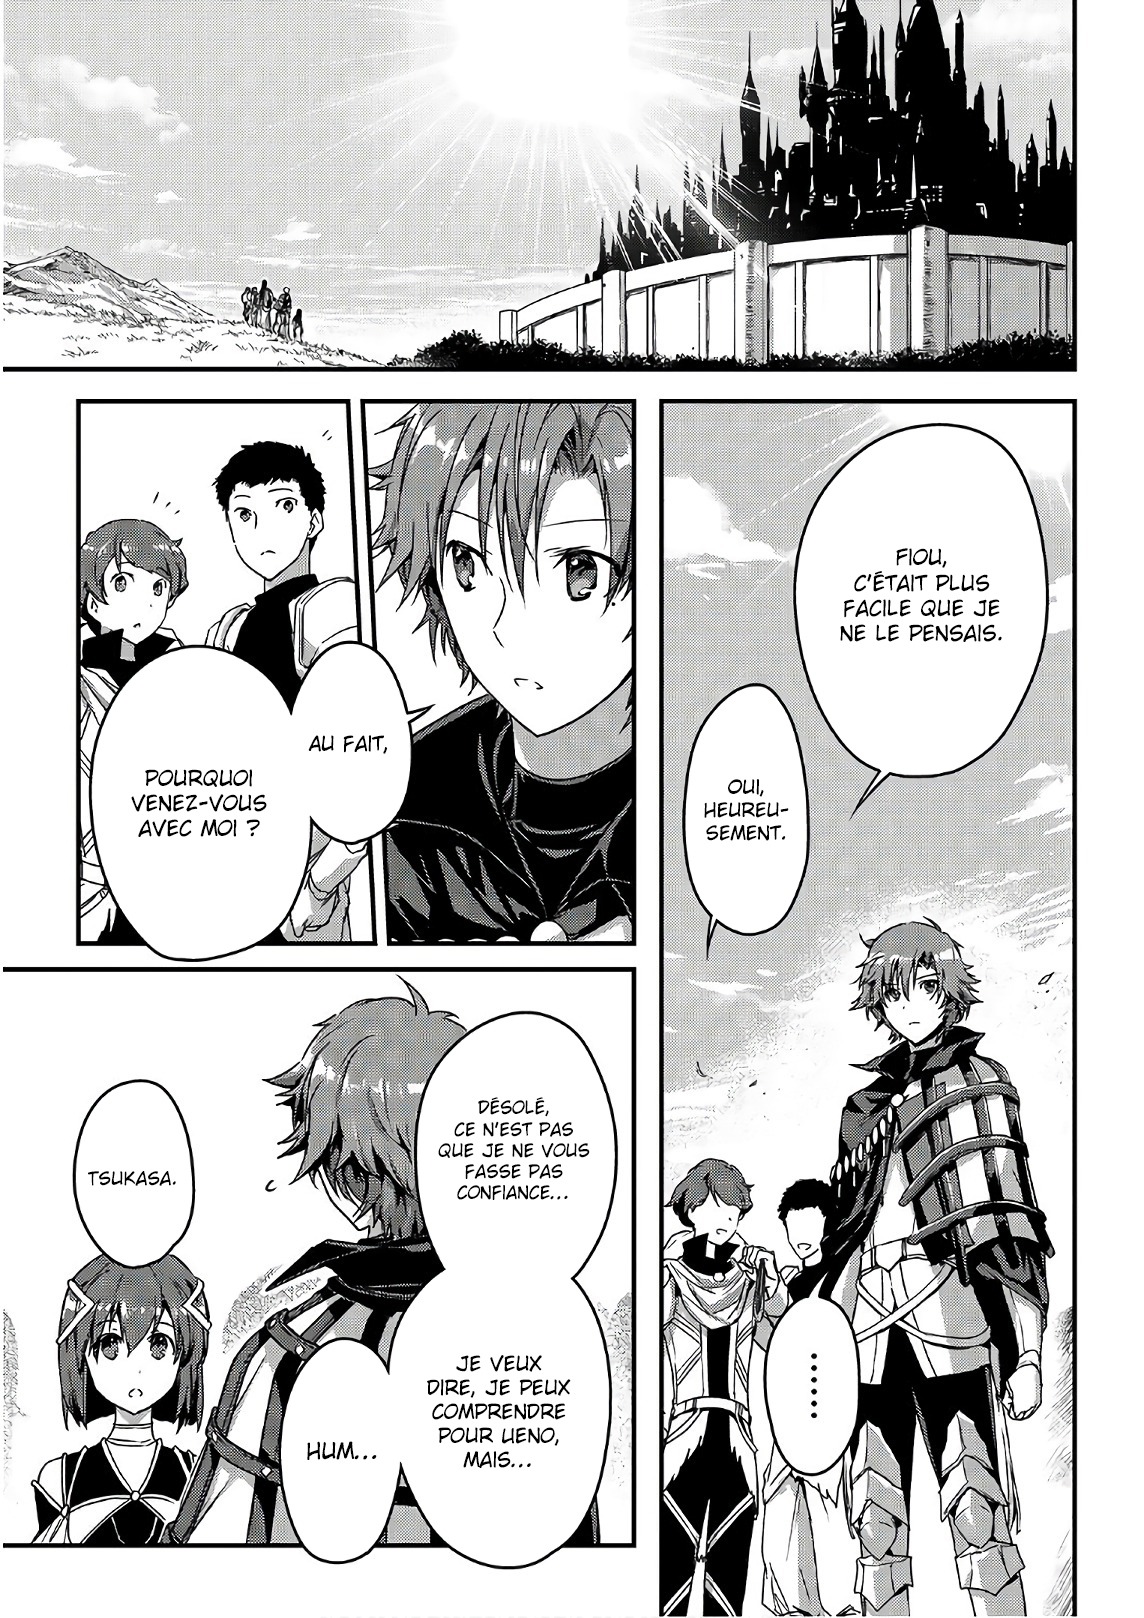 FIOU,
C'ÉTAIT PLUS
FACILE QUE JE
NE LE PENSAIS.
OUI,
HEUREU-
SEMENT.
......
AU FAIT,
POURQUOI
VENEZ-VOUS
AVEC MOI ?
DÉSOLÉ,
CE N'EST PAS
QUE JE NE VOUS
FASSE PAS
CONFIANCE...
JE VEUX
DIRE, JE PEUX
COMPRENDRE
POUR UENO,
MAIS...
HUM...
TSUKASA.